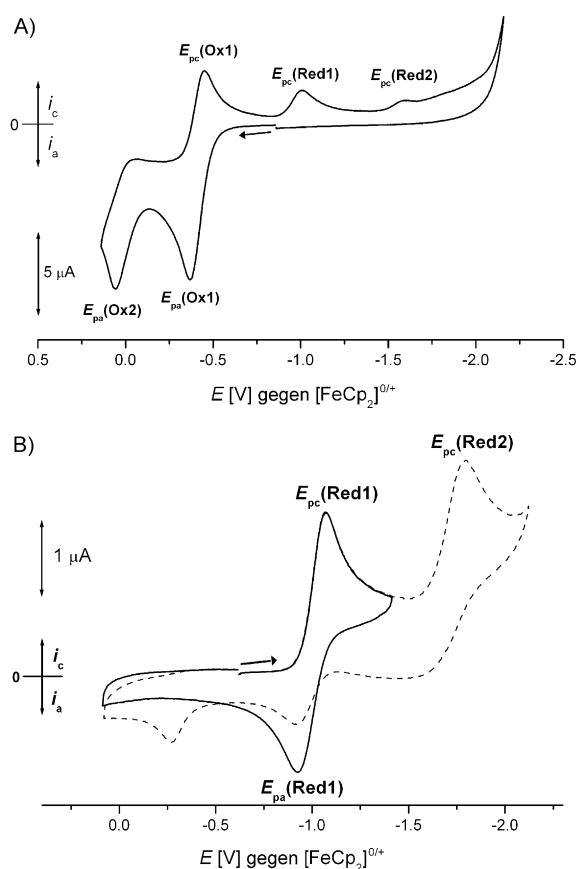 A)
E_pc(Ox1)
E_pc(Red1)
E_pc(Red2)
i_c
0
i_a
5 μA
E_pa(Ox2)
E_pa(Ox1)
0.5 0.0 -0.5 -1.0 -1.5 -2.0 -2.5
E [V] gegen [FeCp₂]^0/+
B)
E_pc(Red2)
E_pc(Red1)
1 μA
i_c
0
i_a
E_pa(Red1)
0.0 -0.5 -1.0 -1.5 -2.0
E [V] gegen [FeCp₂]^0/+